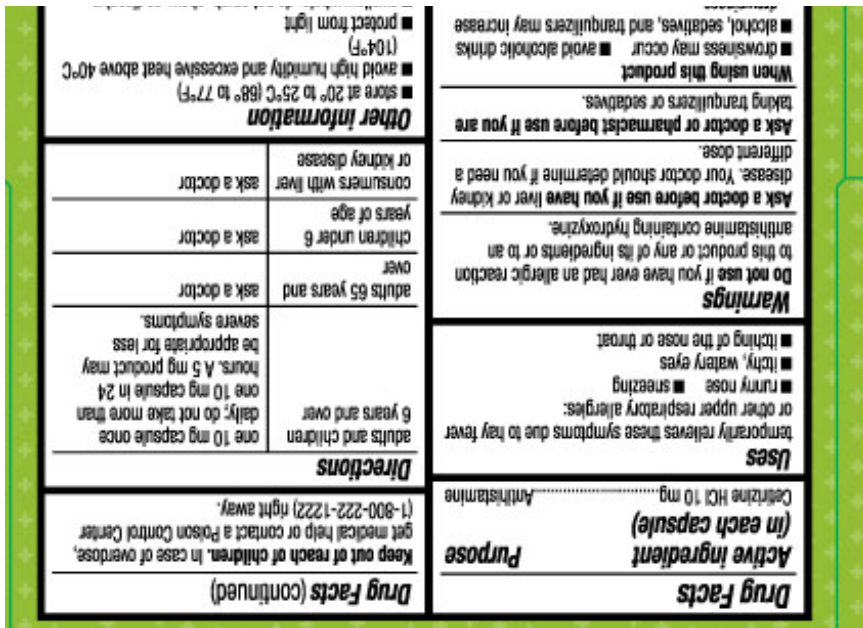 Drug Facts
Active ingredient
(in each capsule)
Purpose
Cetirizine HCl 10 mg..........................Antihistamine
Uses
temporarily relieves these symptoms due to hay fever
or other upper respiratory allergies:
■ runny nose ■ sneezing
■ itchy, watery eyes
■ itching of the nose or throat
Warnings
Do not use if you have ever had an allergic reaction
to this product or any of its ingredients or to an
antihistamine containing hydroxyzine.
Ask a doctor before use if you have liver or kidney
disease. Your doctor should determine if you need a
different dose.
Ask a doctor or pharmacist before use if you are
taking tranquilizers or sedatives.
When using this product
■ drowsiness may occur ■ avoid alcoholic drinks
■ alcohol, sedatives, and tranquilizers may increase
drowsiness
Drug Facts (continued)
Keep out of reach of children. In case of overdose,
get medical help or contact a Poison Control Center
(1-800-222-1222) right away.
Directions
adults and children
6 years and over
one 10 mg capsule once
daily; do not take more than
one 10 mg capsule in 24
hours. A 5 mg product may
be appropriate for less
severe symptoms.
adults 65 years and
over
ask a doctor
children under 6
years of age
ask a doctor
consumers with liver
or kidney disease
ask a doctor
Other information
■ store at 20° to 25°C (68° to 77°F)
■ avoid high humidity and excessive heat above 40°C
(104°F)
■ protect from light